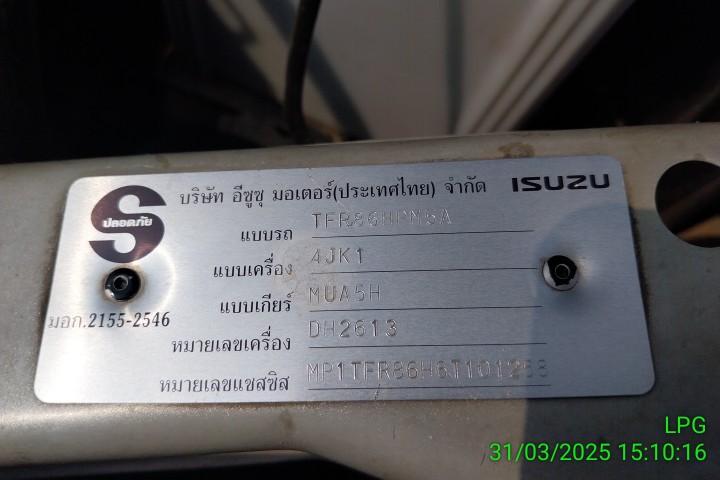 บริษัท อีซูซุ มอเตอร์(ประเทศไทย) จำกัด ISUZU
S
ปลอดภัย
แบบรถ
แบบเครื่อง 4JK1
แบบเกียร์ MUA5H
มอก.2155-2546
หมายเลขเครื่อง DH2613
หมายเลขแชสซิส
LPG
31/03/2025 15:10:16